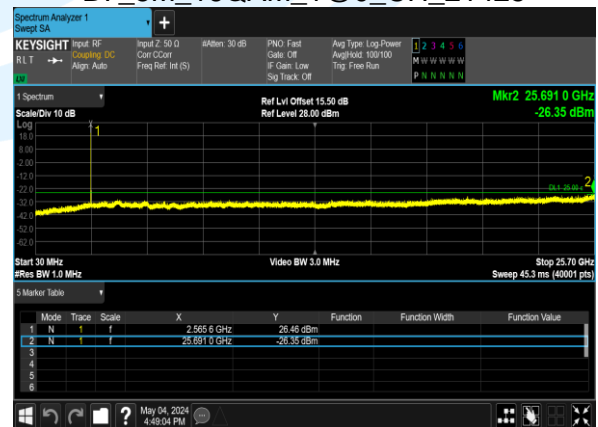 Spectrum Analyzer 1
Swept SA
+
KEYSIGHT Input: RF Input Z: 50 Ω #Atten: 30 dB PNO: Fast Avg Type: Log-Power 1 2 3 4 5 6
RLT Coupling: DC Corr CCorr Gate: Off Avg|Hold: 100/100 M W W W W W
Align: Auto Freq Ref: Int (S) IF Gain: Low Trig: Free Run
Sig Track: Off P N N N N N
1 Spectrum Ref Lvl Offset 15.50 dB Mkr2 25.691 0 GHz
Scale/Div 10 dB Ref Level 28.00 dBm -26.35 dBm
Log
1
18.0
8.00
-2.00
-12.0
-22.0
2
-32.0
-42.0
-52.0
-62.0
Start 30 MHz Video BW 3.0 MHz Stop 25.70 GHz
#Res BW 1.0 MHz Sweep 45.3 ms (40001 pts)
5 Marker Table
Mode Trace Scale X Y Function Function Width Function Value
1 N 1 f 2.565 6 GHz 26.46 dBm
2 N 1 f 25.691 0 GHz -26.35 dBm
3
4
5
6
? May 04, 2024
4:49:04 PM